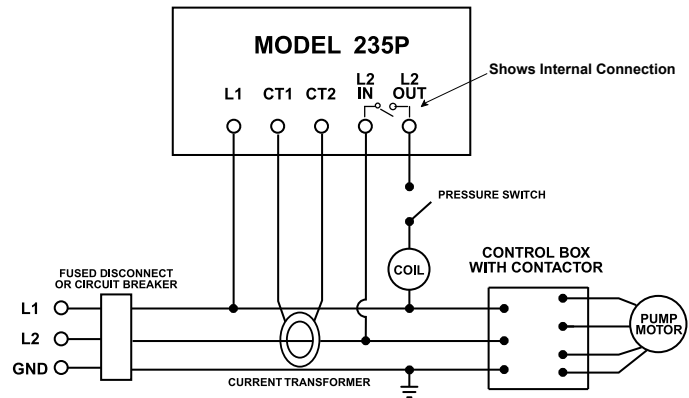 MODEL 235P
L1 CT1 CT2 L2 IN L2 OUT
Shows Internal Connection
PRESSURE SWITCH
COIL
CONTROL BOX
WITH CONTACTOR
FUSED DISCONNECT
OR CIRCUIT BREAKER
L1
L2
GND
PUMP
MOTOR
CURRENT TRANSFORMER